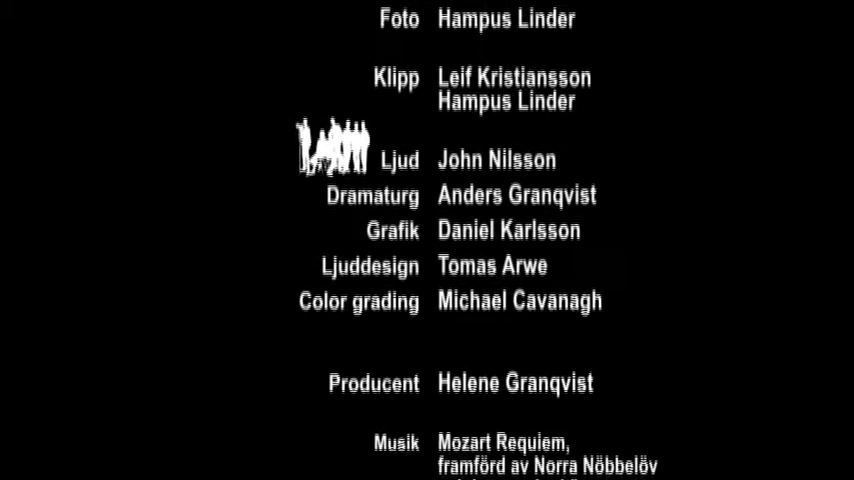 Foto Hampus Linder
Klipp Leif Kristiansson
Hampus Linder
Ljud John Nilsson
Dramaturg Anders Granqvist
Grafik Daniel Karlsson
Ljuddesign Tomas Arwe
Color grading Michael Cavanagh
Producent Helene Granqvist
Musik Mozart Requiem,
framförd av Norra Nöbbelöv